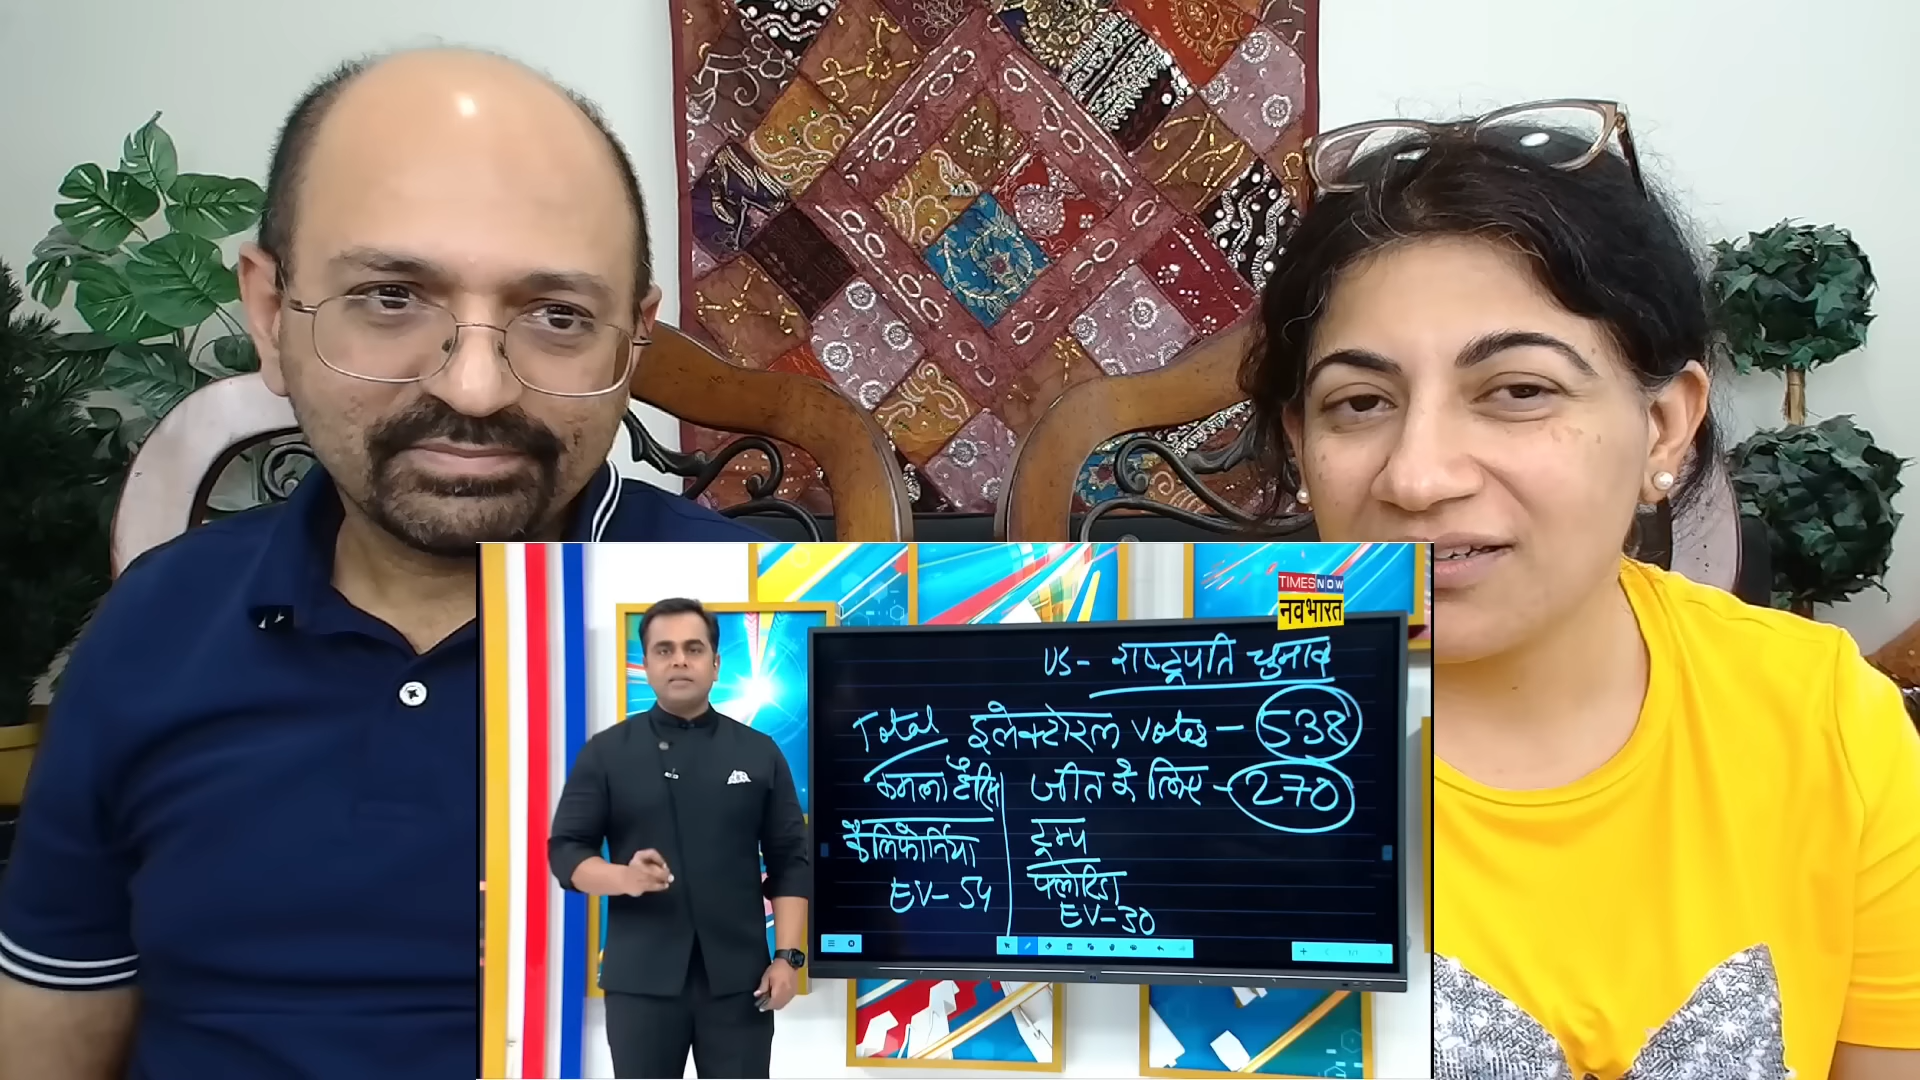 TIMES NOW
नवभारत
US- राष्ट्रपति चुनाव
Total इलेक्टोरल Votes - 538
जीत के लिए - 270
कमला हैरिस
कैलिफोर्निया
EV- 54
ट्रम्प
फ्लोरिडा
EV- 30